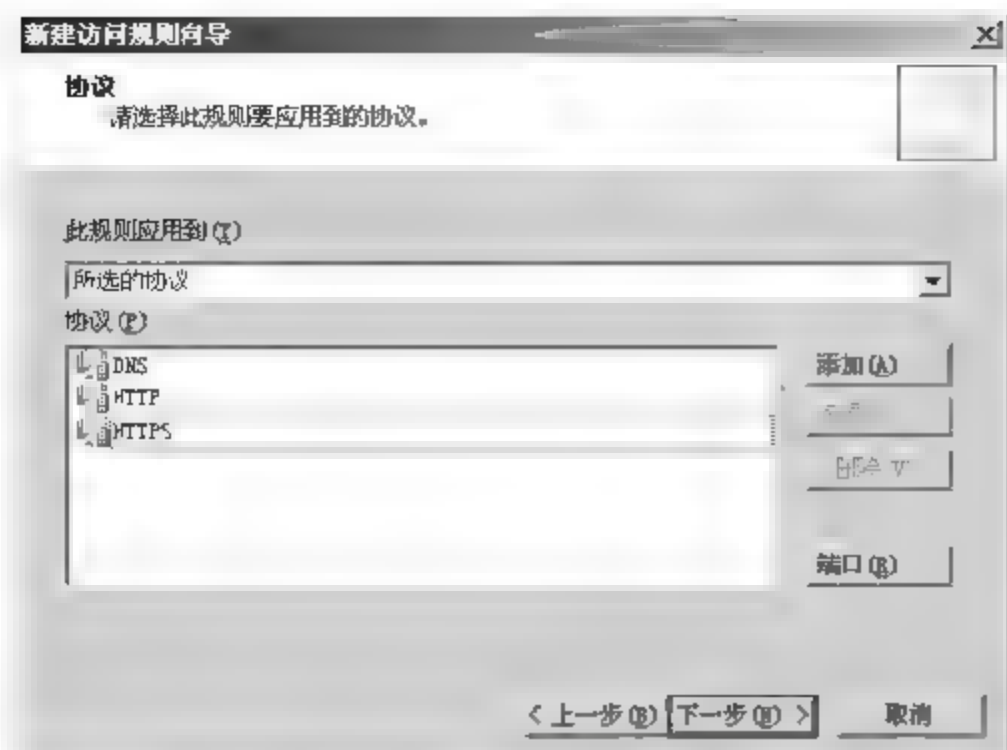 新建访问规则向导
协议
请选择此规则要应用到的协议。
此规则应用到(T)
所选的协议
协议(P)
DNS
添加(A)
HTTP
HTTPS
端口(R)
< 上一步(B) 下一步(N) > 取消